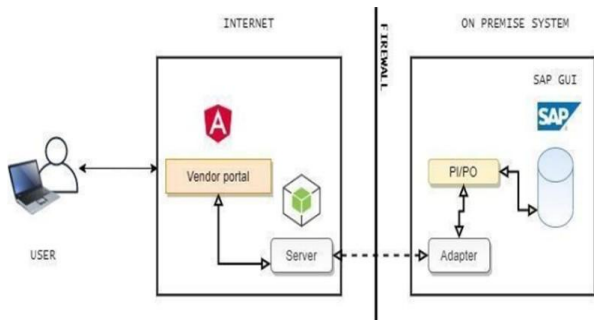 INTERNET
FIREWALL
ON PREMISE SYSTEM
SAP GUI
A
SAP
Vendor portal
PI/PO
USER
Server
Adapter